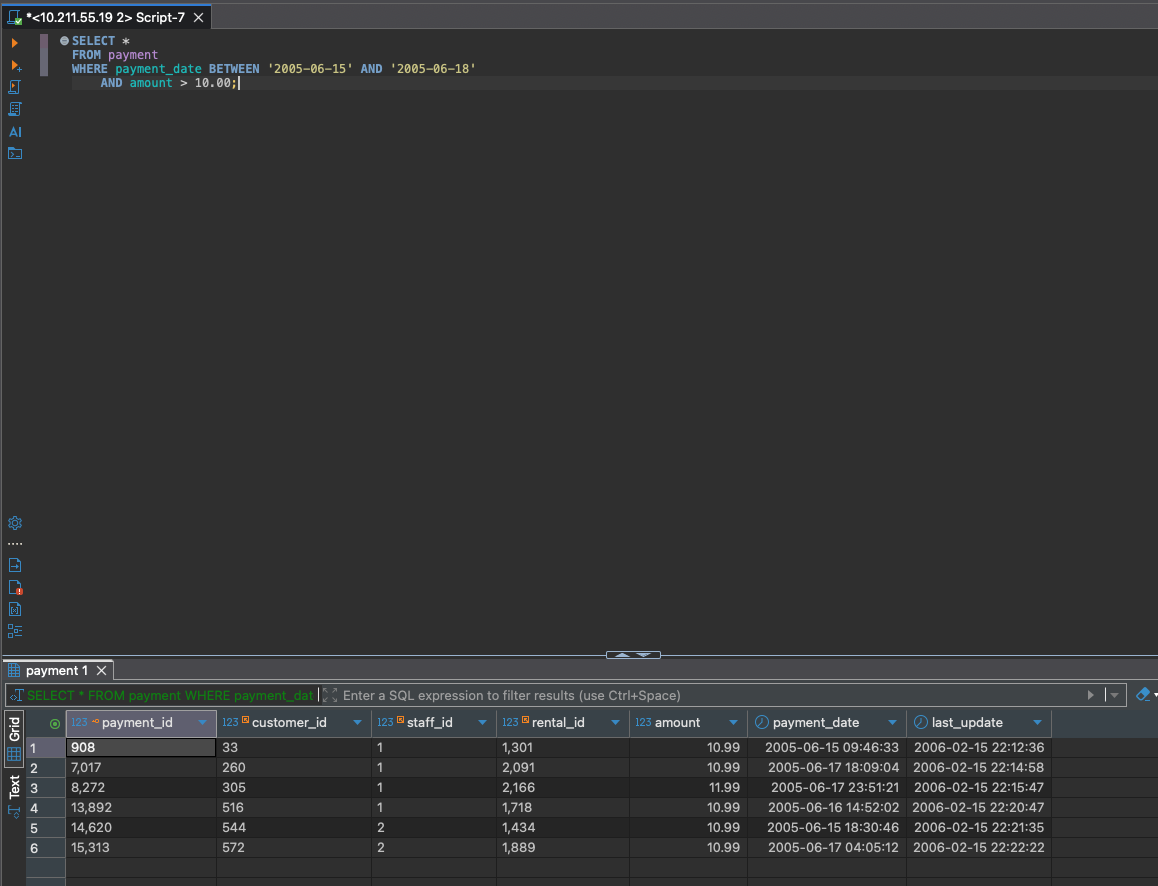 *<10.211.55.19 2> Script-7
SELECT *
FROM payment
WHERE payment_date BETWEEN '2005-06-15' AND '2005-06-18'
AND amount > 10.00;
AI
payment 1
SELECT * FROM payment WHERE payment_dat Enter a SQL expression to filter results (use Ctrl+Space)
Grid
Text
123 payment_id 123 customer_id 123 staff_id 123 rental_id 123 amount payment_date last_update
1 908 33 1 1,301 10.99 2005-06-15 09:46:33 2006-02-15 22:12:36
2 7,017 260 1 2,091 10.99 2005-06-17 18:09:04 2006-02-15 22:14:58
3 8,272 305 1 2,166 11.99 2005-06-17 23:51:21 2006-02-15 22:15:47
4 13,892 516 1 1,718 10.99 2005-06-16 14:52:02 2006-02-15 22:20:47
5 14,620 544 2 1,434 10.99 2005-06-15 18:30:46 2006-02-15 22:21:35
6 15,313 572 2 1,889 10.99 2005-06-17 04:05:12 2006-02-15 22:22:22